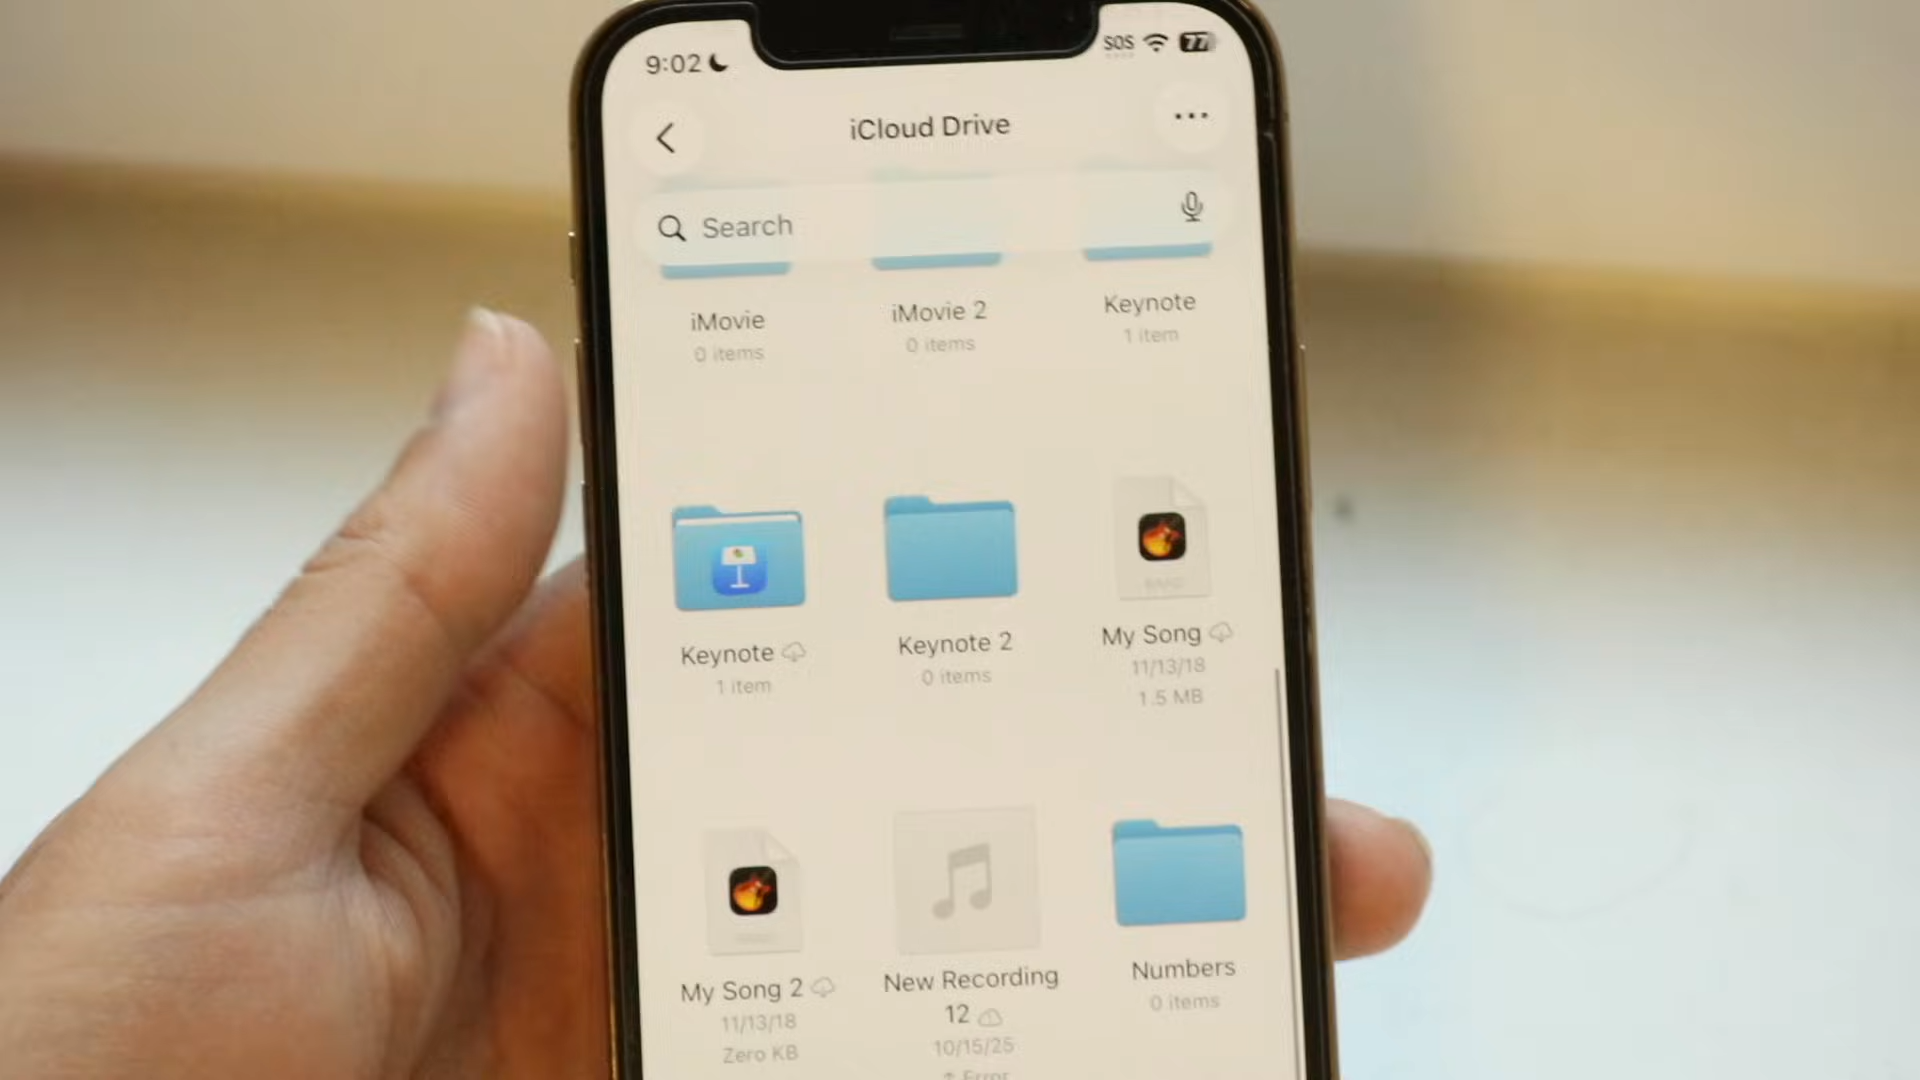 9:02
SOS
77
iCloud Drive
Search
iMovie
0 items
iMovie 2
0 items
Keynote
1 item
Keynote
1 item
Keynote 2
0 items
My Song
11/13/18
1.5 MB
My Song 2
11/13/18
Zero KB
New Recording
12
10/15/25
Error
Numbers
0 items